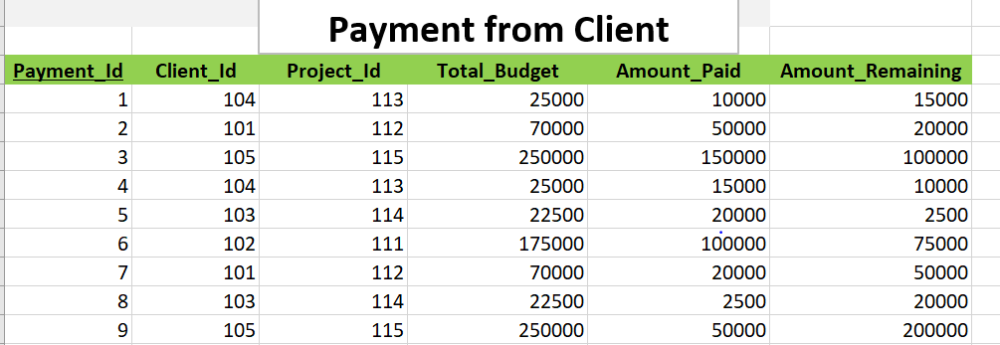 Payment from Client
Payment_Id Client_Id Project_Id Total_Budget Amount_Paid Amount_Remaining
1 104 113 25000 10000 15000
2 101 112 70000 50000 20000
3 105 115 250000 150000 100000
4 104 113 25000 15000 10000
5 103 114 22500 20000 2500
6 102 111 175000 100000 75000
7 101 112 70000 20000 50000
8 103 114 22500 2500 20000
9 105 115 250000 50000 200000